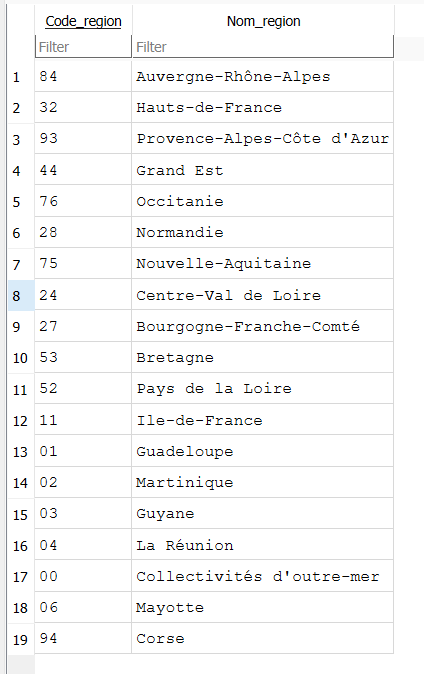 Code_region Nom_region
Filter Filter
1 84 Auvergne-Rhône-Alpes
2 32 Hauts-de-France
3 93 Provence-Alpes-Côte d'Azur
4 44 Grand Est
5 76 Occitanie
6 28 Normandie
7 75 Nouvelle-Aquitaine
8 24 Centre-Val de Loire
9 27 Bourgogne-Franche-Comté
10 53 Bretagne
11 52 Pays de la Loire
12 11 Ile-de-France
13 01 Guadeloupe
14 02 Martinique
15 03 Guyane
16 04 La Réunion
17 00 Collectivités d'outre-mer
18 06 Mayotte
19 94 Corse